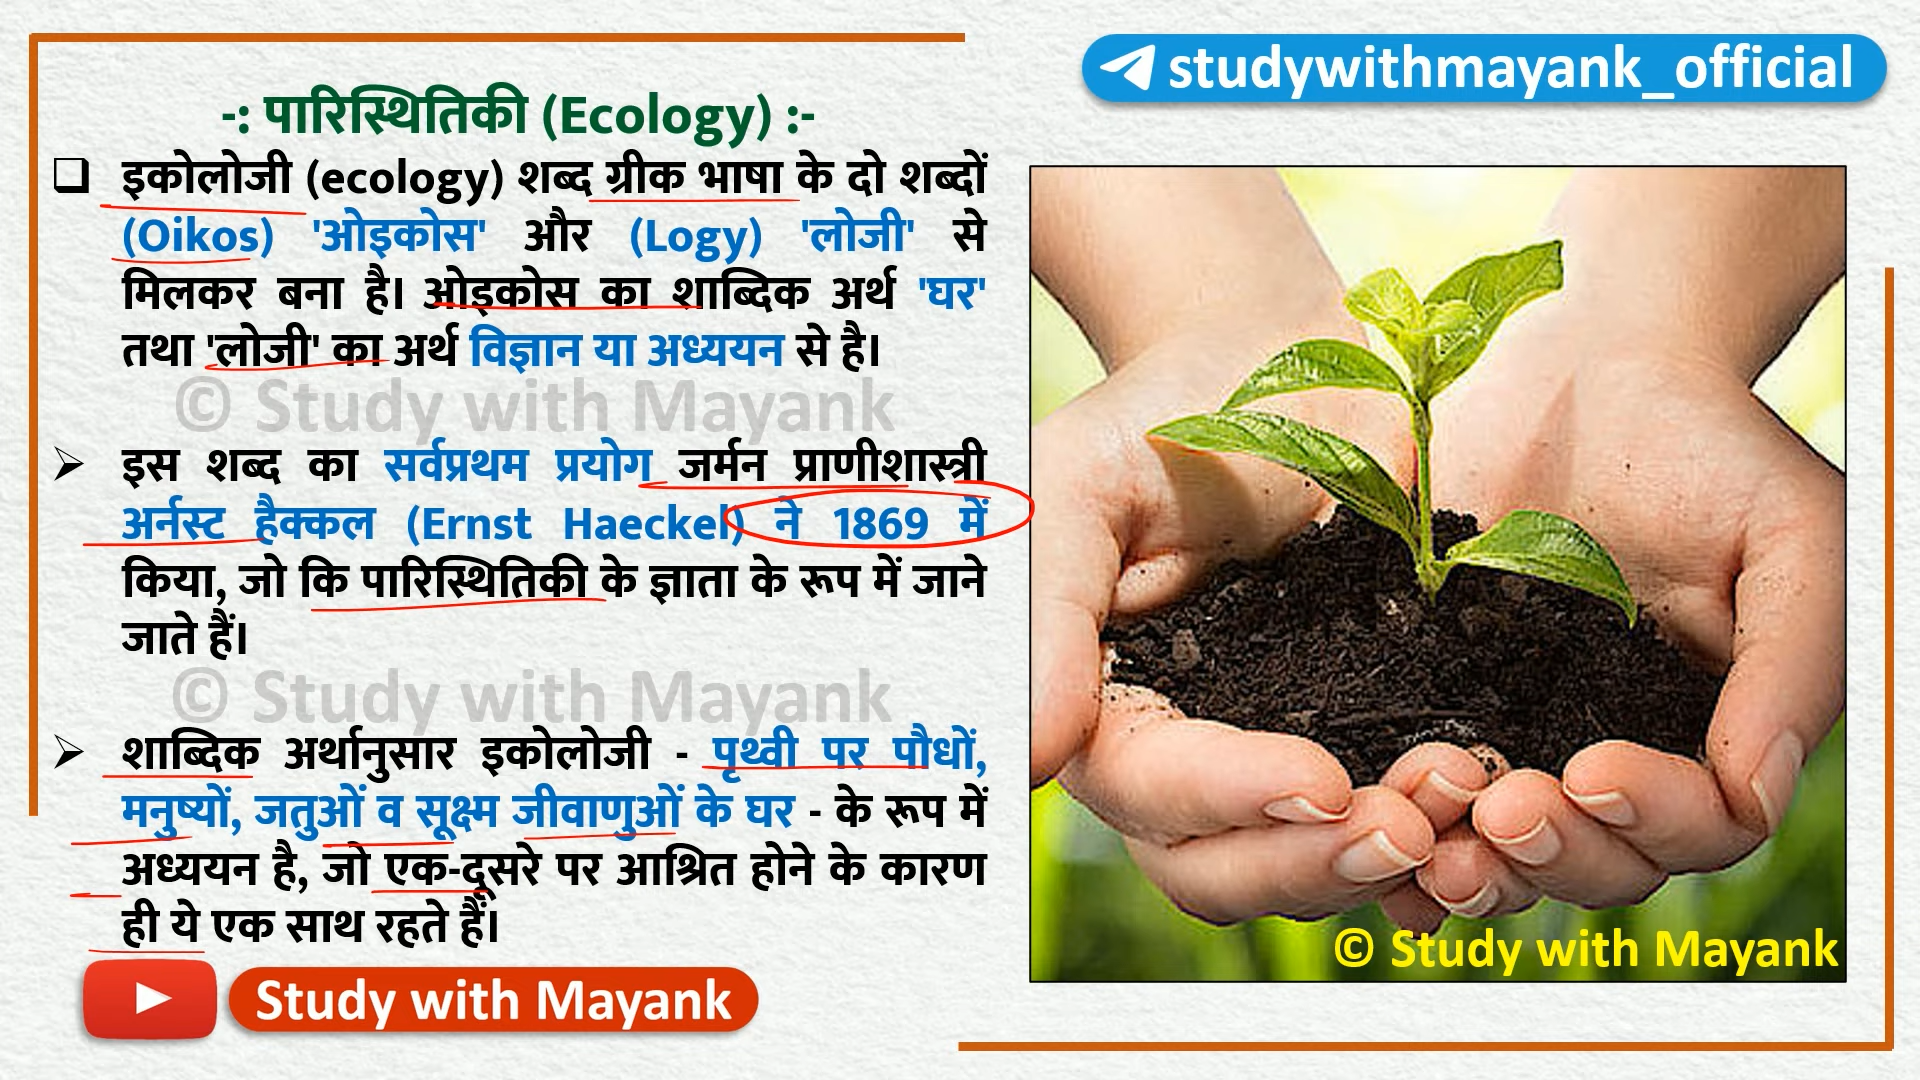 studywithmayank_official
-: पारिस्थितिकी (Ecology) :-
इकोलोजी (ecology) शब्द ग्रीक भाषा के दो शब्दों
(Oikos) 'ओइकोस' और (Logy) 'लोजी' से
मिलकर बना है। ओइकोस का शाब्दिक अर्थ 'घर'
तथा 'लोजी' का अर्थ विज्ञान या अध्ययन से है।
© Study with Mayank
इस शब्द का सर्वप्रथम प्रयोग जर्मन प्राणीशास्त्री
अर्नस्ट हैक्कल (Ernst Haeckel) ने 1869 में
किया, जो कि पारिस्थितिकी के ज्ञाता के रूप में जाने
जाते हैं।
© Study with Mayank
शाब्दिक अर्थानुसार इकोलोजी - पृथ्वी पर पौधों,
मनुष्यों, जतुओं व सूक्ष्म जीवाणुओं के घर - के रूप में
अध्ययन है, जो एक-दूसरे पर आश्रित होने के कारण
ही ये एक साथ रहते हैं।
© Study with Mayank
Study with Mayank